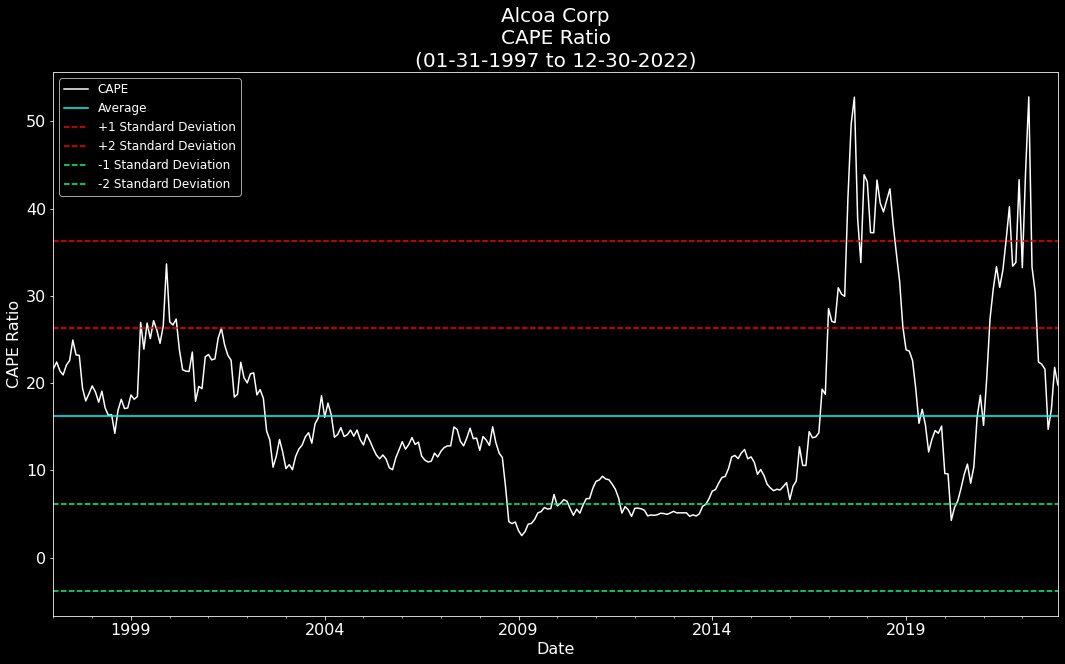 Alcoa Corp
CAPE Ratio
(01-31-1997 to 12-30-2022)
CAPE
Average
+1 Standard Deviation
+2 Standard Deviation
-1 Standard Deviation
-2 Standard Deviation
CAPE Ratio
50
40
30
20
10
0
1999
2004
2009
2014
2019
Date